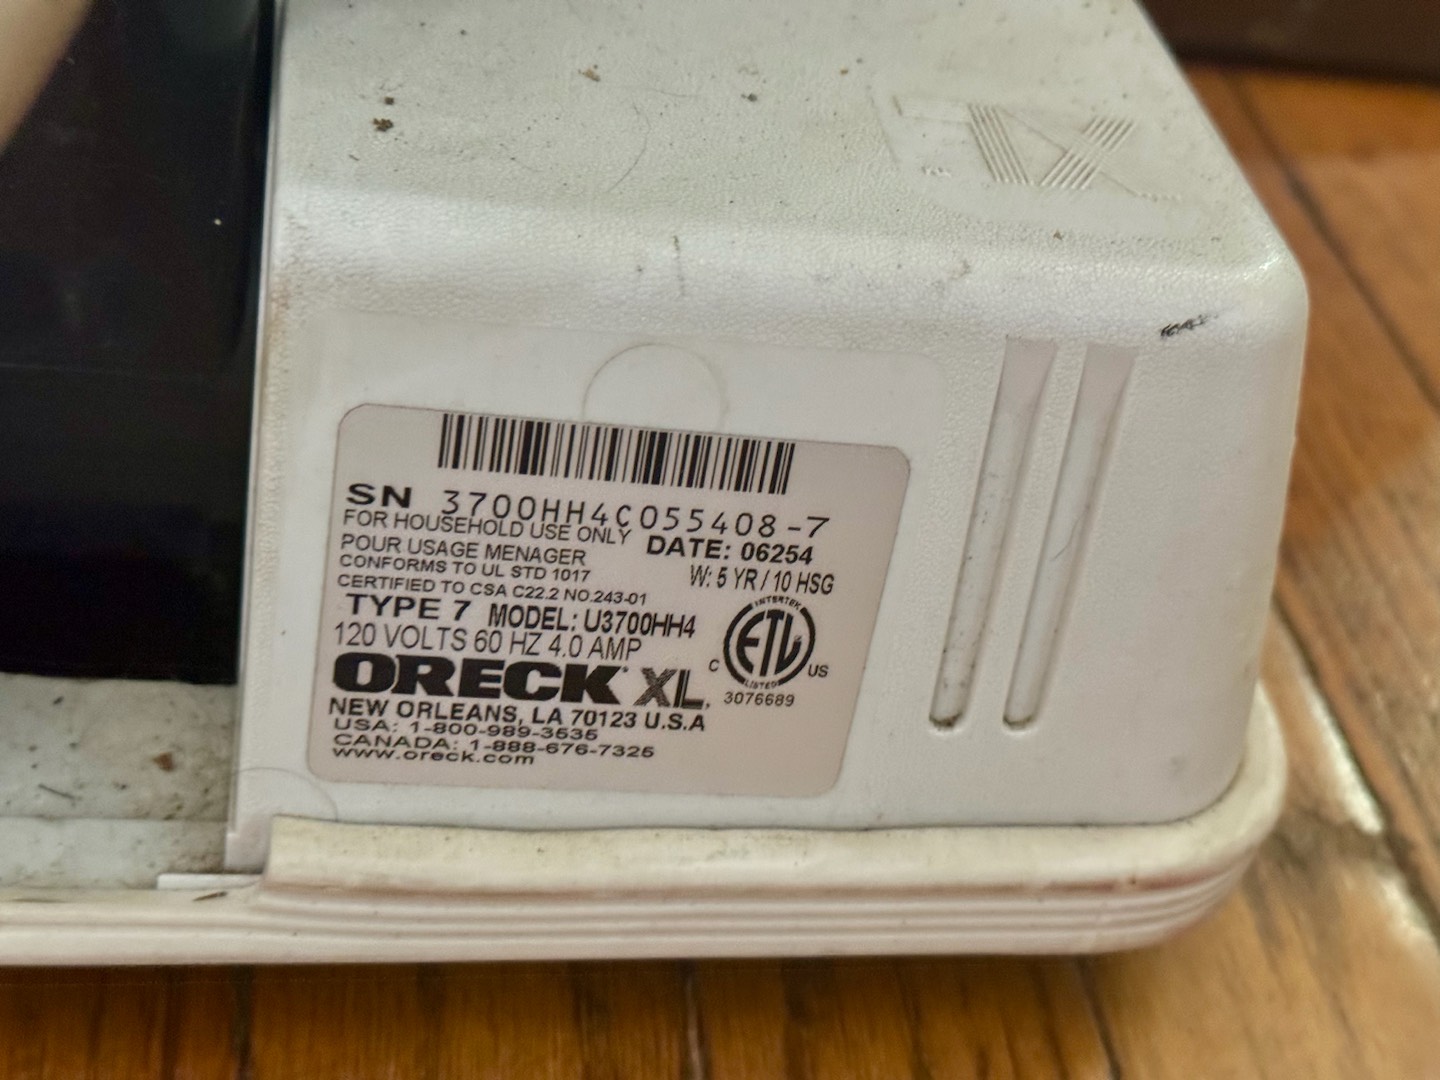 SN 3700HH4C055408-7
FOR HOUSEHOLD USE ONLY
DATE: 06254
POUR USAGE MENAGER
W: 5 YR / 10 HSG
CONFORMS TO UL STD 1017
CERTIFIED TO CSA C22.2 NO.243-01
TYPE 7 MODEL: U3700HH4
120 VOLTS 60 HZ 4.0 AMP
INTERTEK
ETL
C US
LISTED
3076689
ORECK XL.
NEW ORLEANS, LA 70123 U.S.A
USA: 1-800-989-3535
CANADA: 1-888-676-7325
www.oreck.com